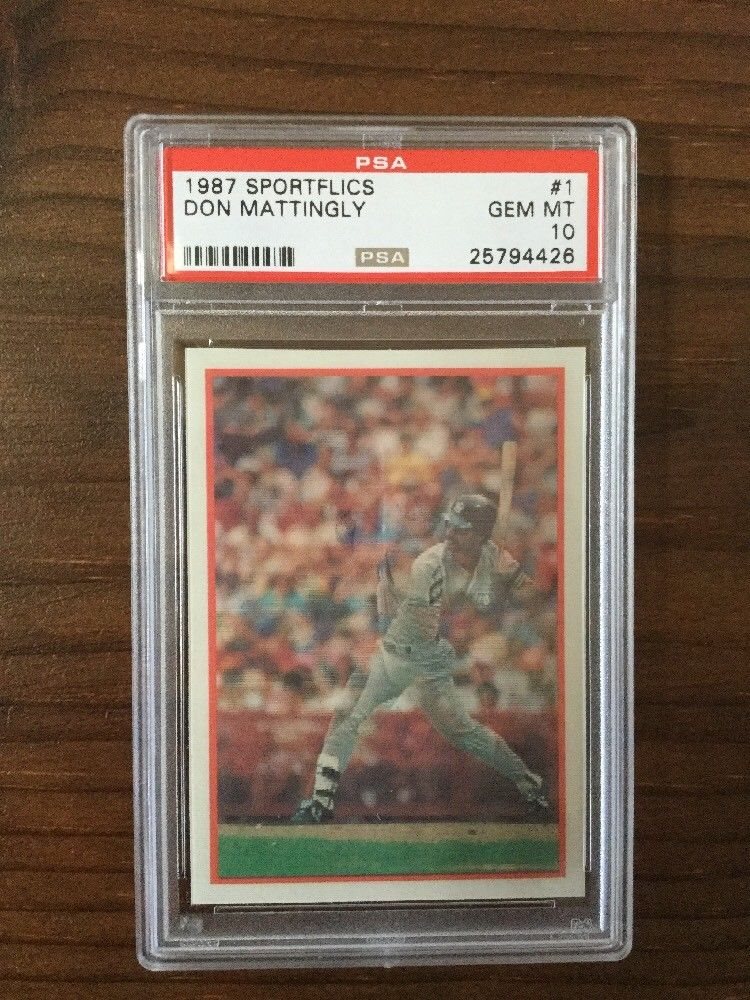 PSA
1987 SPORTFLICS #1
DON MATTINGLY GEM MT
10
PSA 25794426